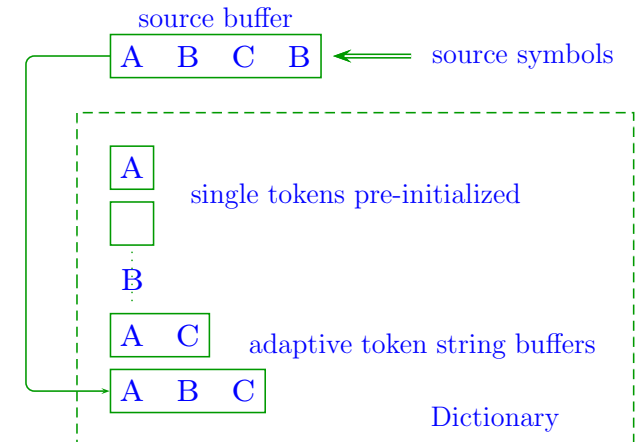 source buffer
A B C B
source symbols
A
single tokens pre-initialized
B
A C
adaptive token string buffers
A B C
Dictionary